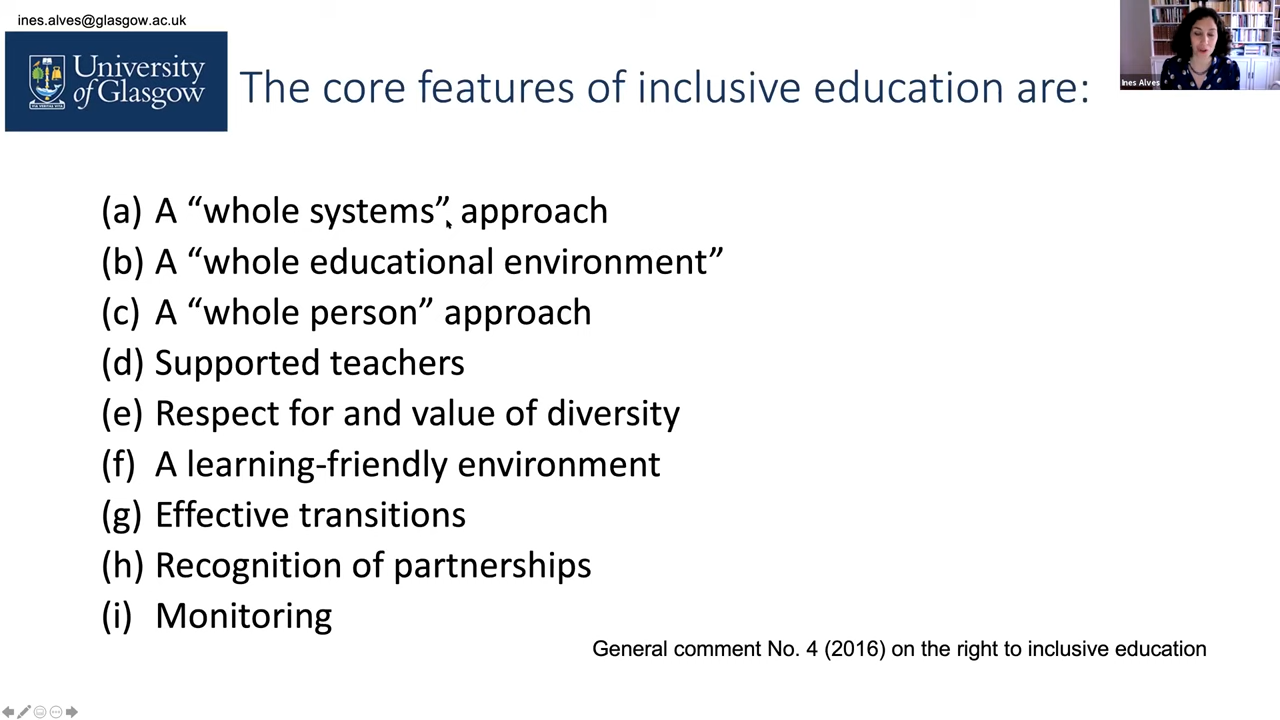 ines.alves@glasgow.ac.uk
University
of Glasgow
The core features of inclusive education are:
Ines Alves
(a) A “whole systems” approach
(b) A “whole educational environment”
(c) A “whole person” approach
(d) Supported teachers
(e) Respect for and value of diversity
(f) A learning-friendly environment
(g) Effective transitions
(h) Recognition of partnerships
(i) Monitoring
General comment No. 4 (2016) on the right to inclusive education